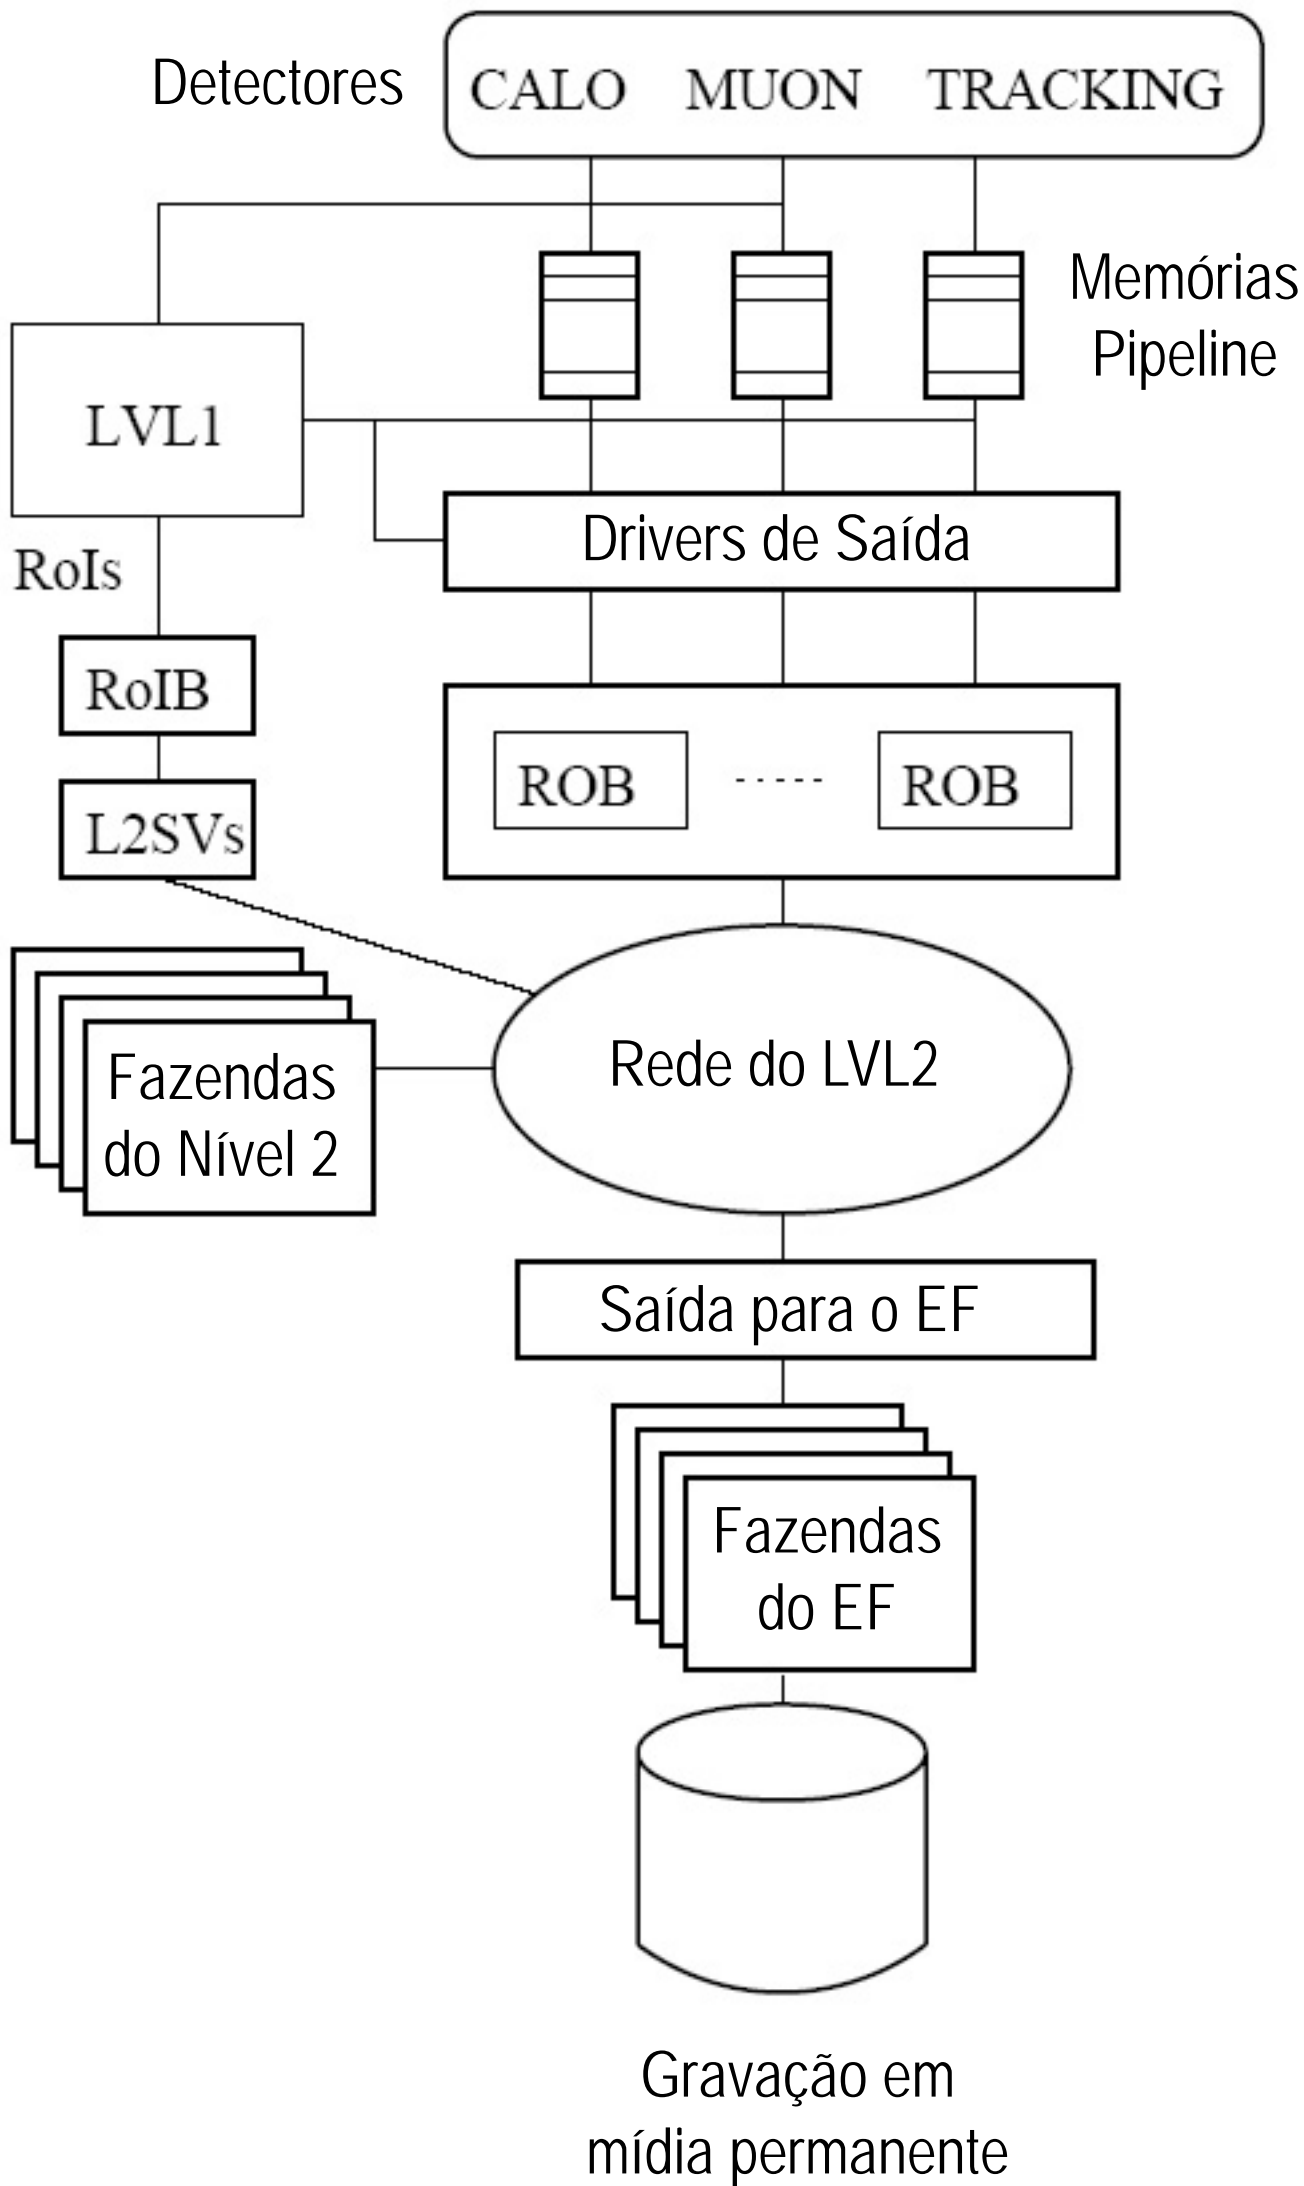 Detectores
CALO MUON TRACKING
Memórias
Pipeline
LVL1
Drivers de Saída
RoIs
RoIB
ROB ----- ROB
L2SVs
Fazendas
do Nível 2
Rede do LVL2
Saída para o EF
Fazendas
do EF
Gravação em
mídia permanente